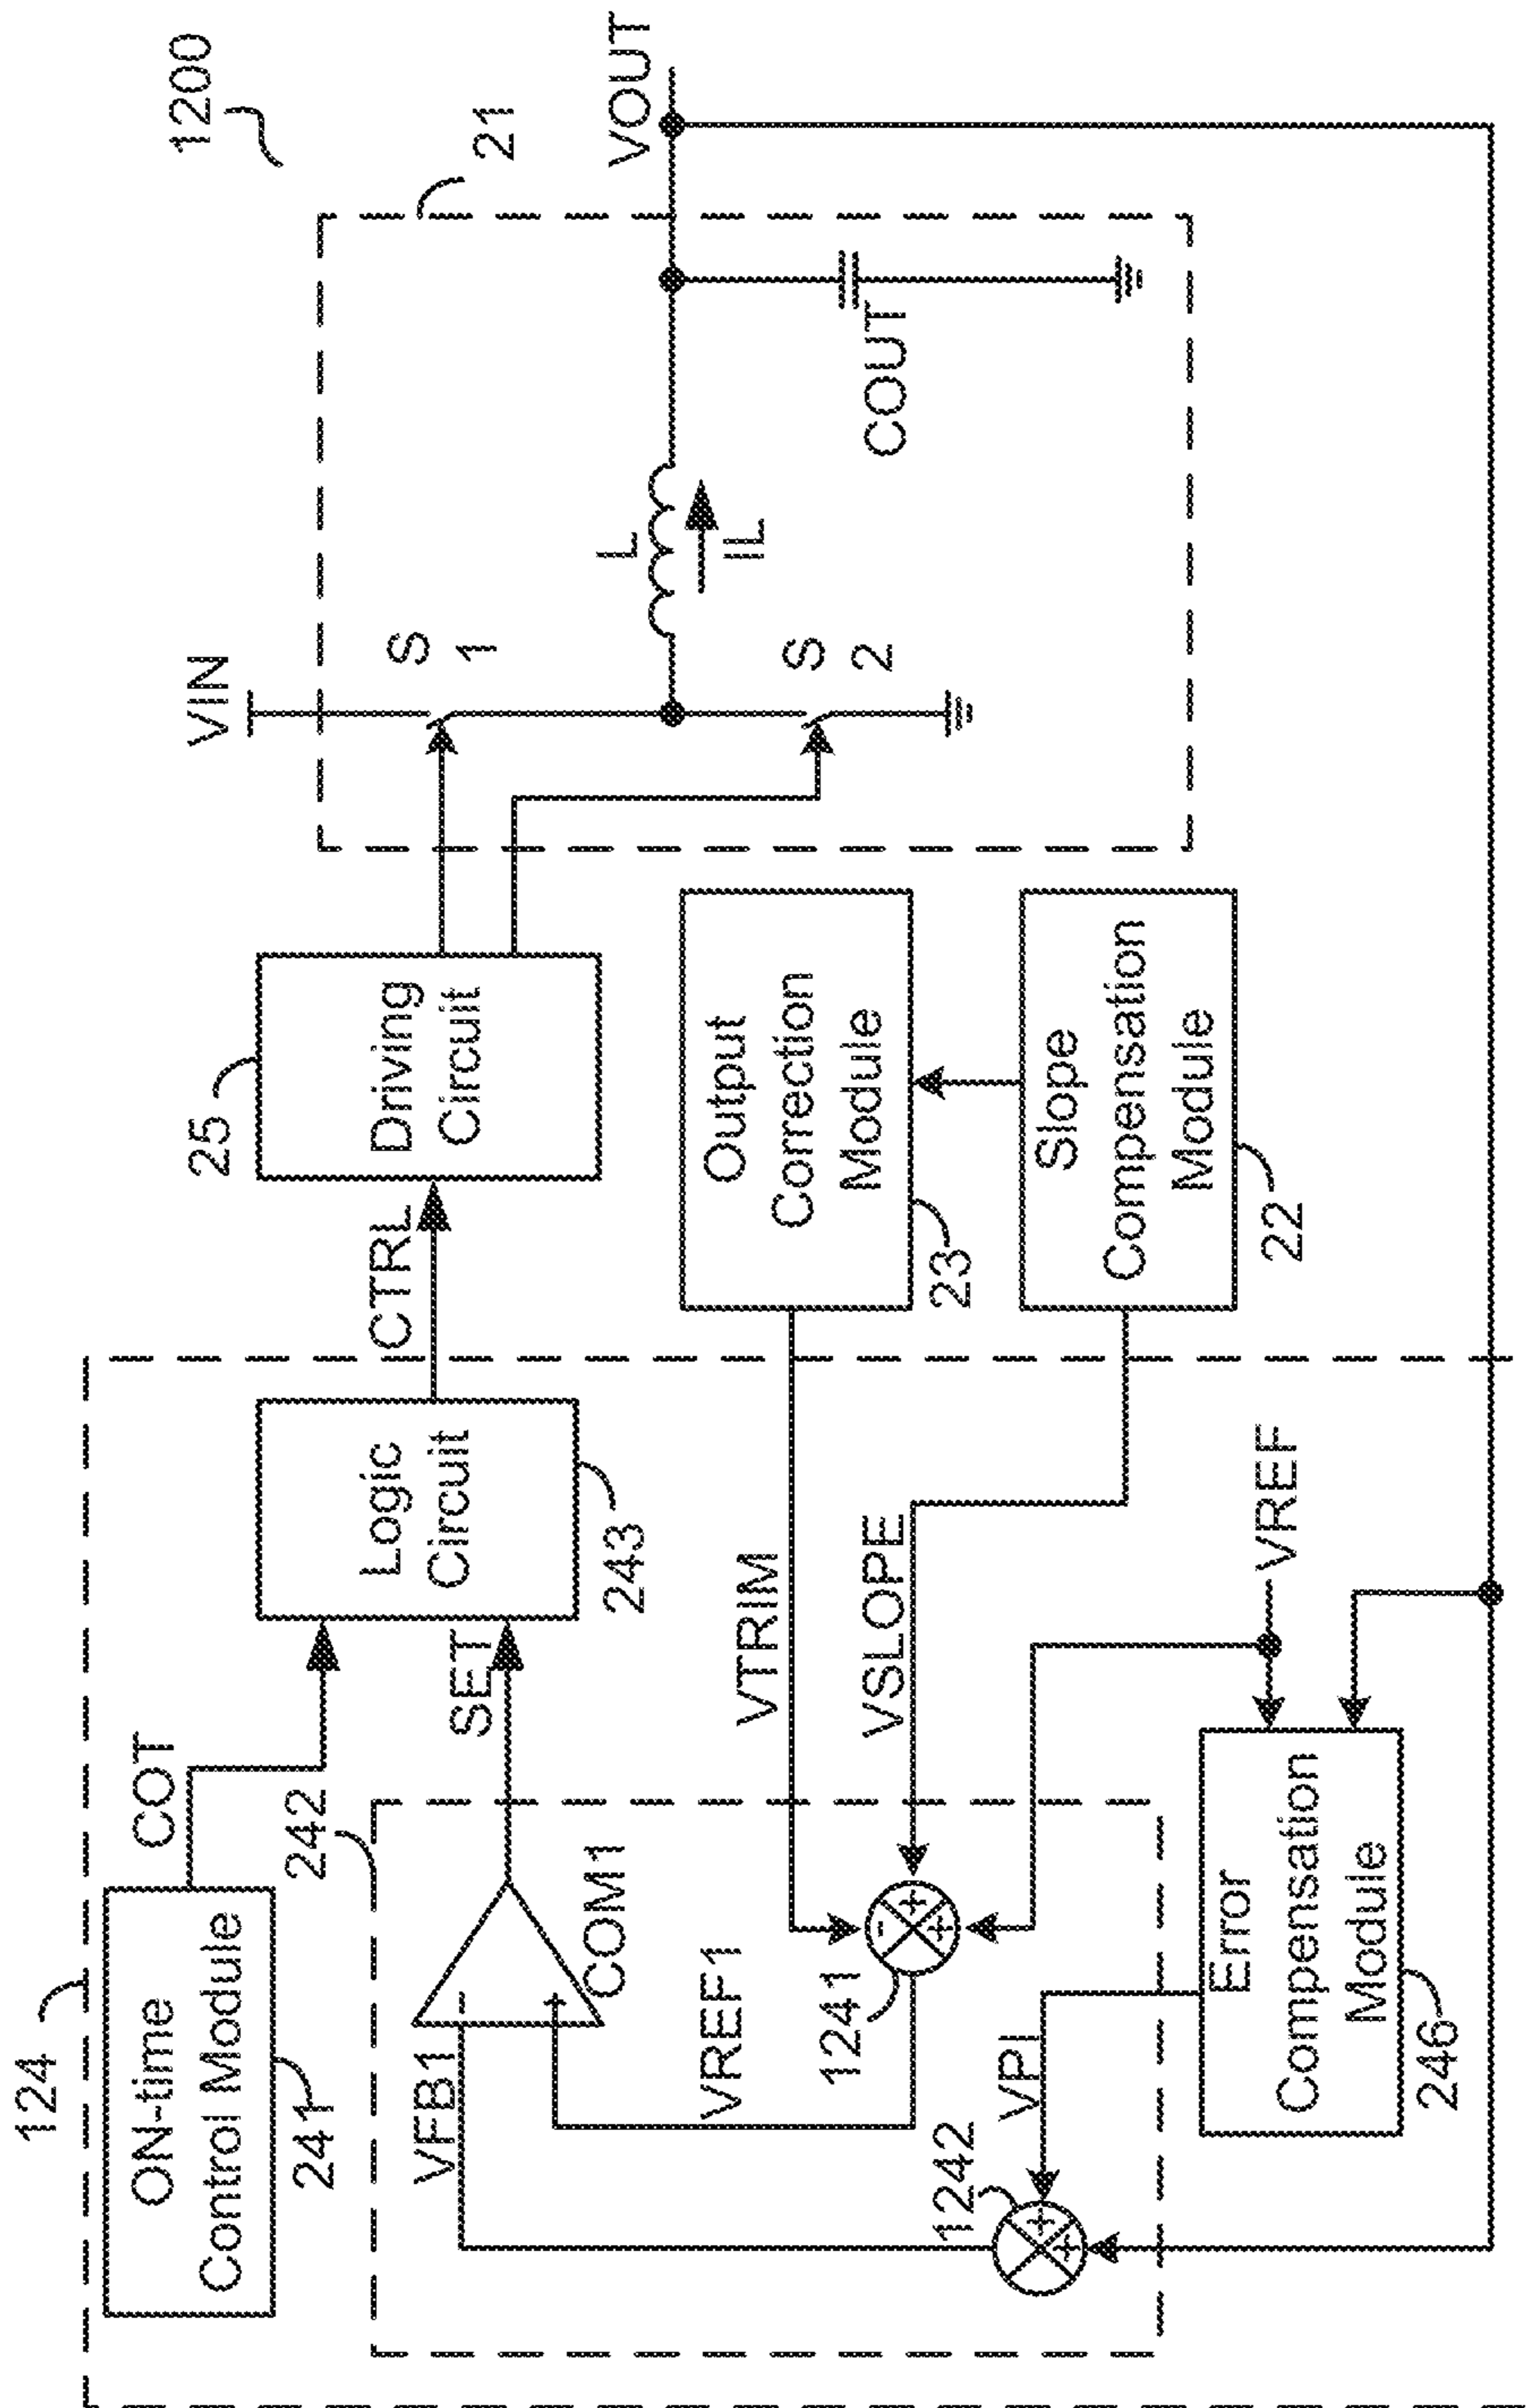 1200
124
ON-time
Control Module
241
COT
242
Logic
Circuit
243
CTRL
25
Driving
Circuit
VIN
S
1
S
2
L
IL
21
VOUT
COUT
SET
VFB1
-
+
COM1
VREF1
VTRIM
VSLOPE
-
+
+
1241
Output
Correction
Module
23
Slope
Compensation
Module
22
VREF
VPI
1242
+
+
Error
Compensation
Module
246